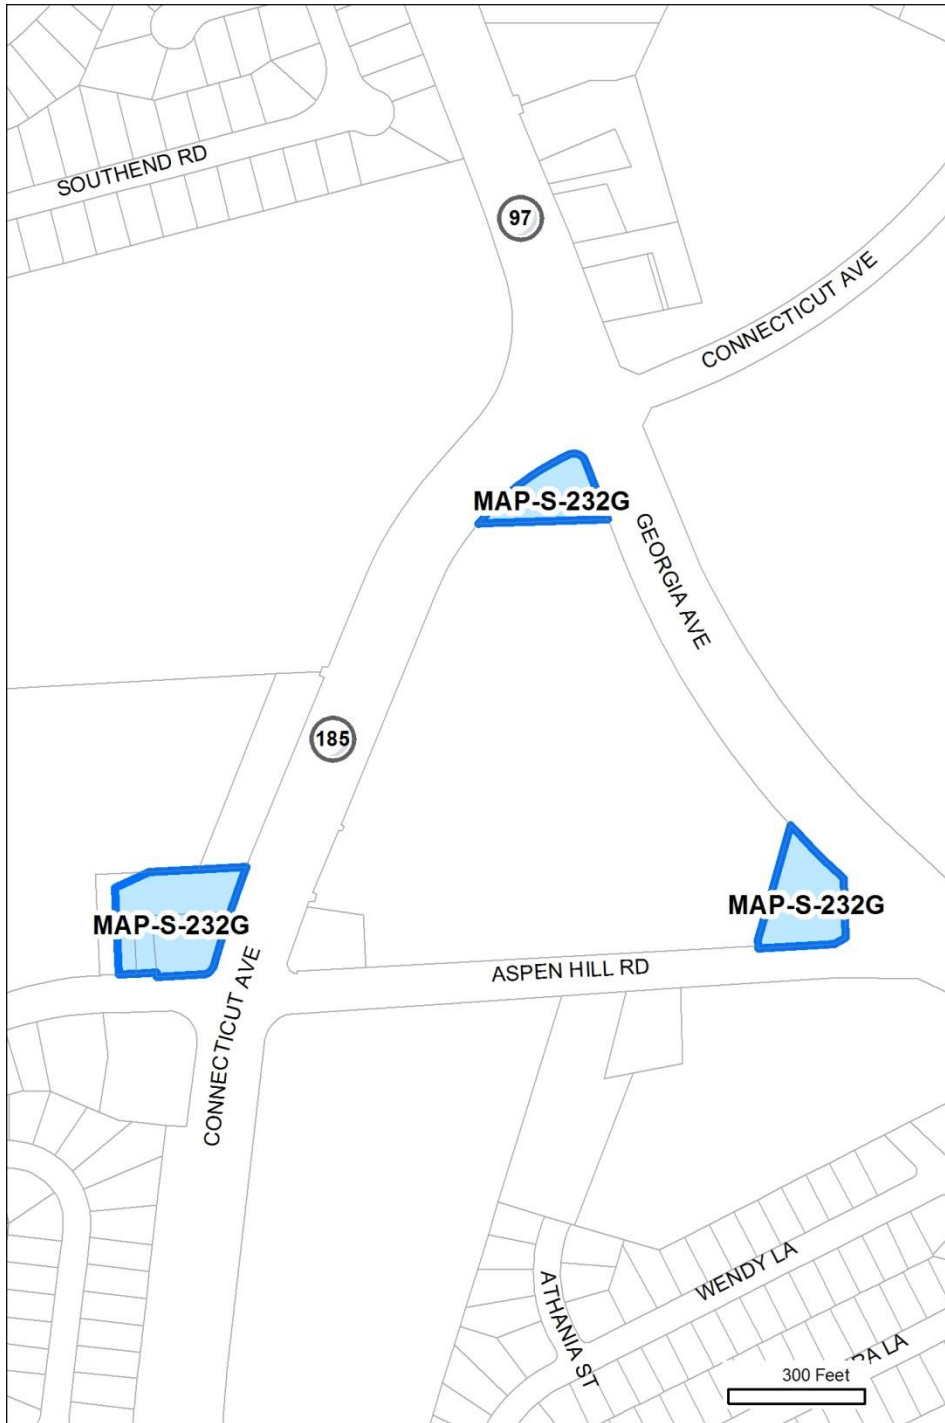 SOUTHEND RD
97
CONNECTICUT AVE
MAP-S-232G
GEORGIA AVE
185
MAP-S-232G
MAP-S-232G
CONNECTICUT AVE
ASPEN HILL RD
WENDY LA
ATHANIA ST
LA
300 Feet